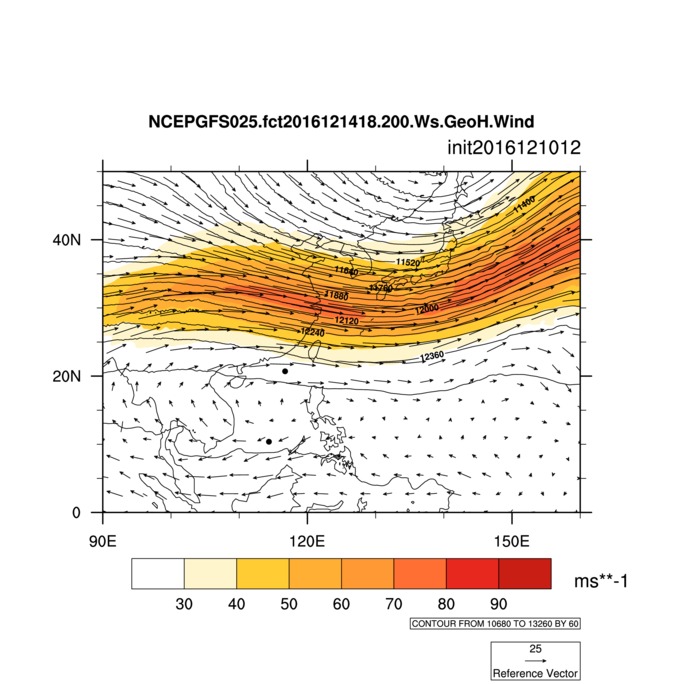 NCEPGFS025.fct2016121418.200.Ws.GeoH.Wind
init2016121012
11400
40N
11520
11640
11760
11880
12000
12120
12240
12360
20N
0
90E 120E 150E
ms**-1
30 40 50 60 70 80 90
CONTOUR FROM 10680 TO 13260 BY 60
25
Reference Vector